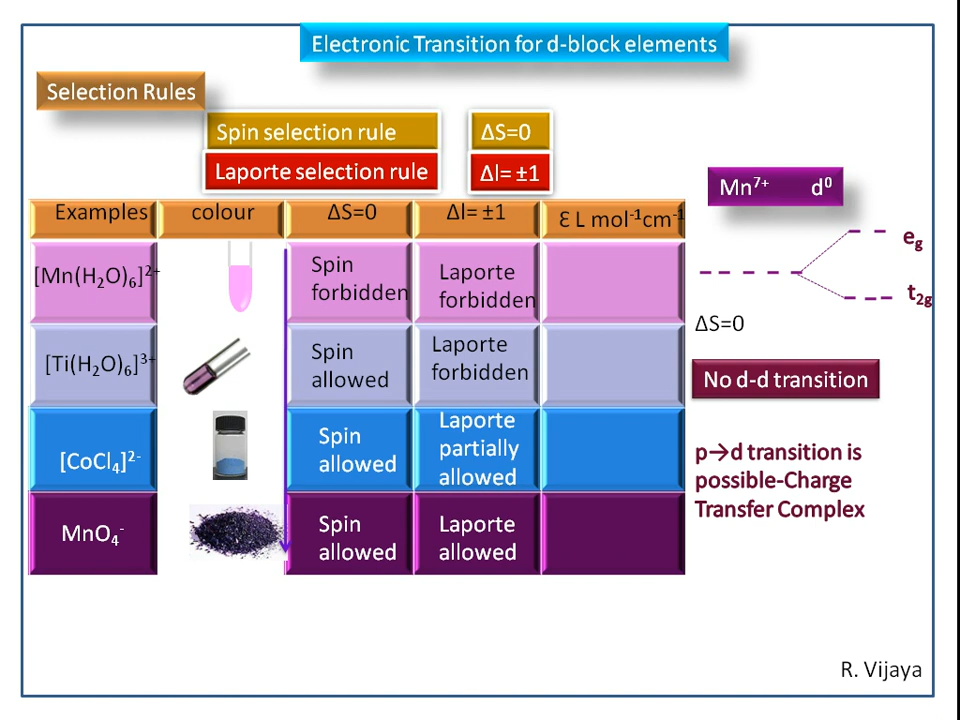 Electronic Transition for d-block elements
Selection Rules
Spin selection rule ΔS=0
Laporte selection rule Δl= ±1
Mn⁷⁺ d⁰
Examples colour ΔS=0 Δl= ±1 Ɛ L mol⁻¹cm⁻¹
[Mn(H₂O)₆]²⁺
Spin
forbidden
Laporte
forbidden
[Ti(H₂O)₆]³⁺
Spin
allowed
Laporte
forbidden
[CoCl₄]²⁻
Spin
allowed
Laporte
partially
allowed
MnO₄⁻
Spin
allowed
Laporte
allowed
e_g
t₂g
ΔS=0
No d-d transition
p→d transition is
possible-Charge
Transfer Complex
R. Vijaya